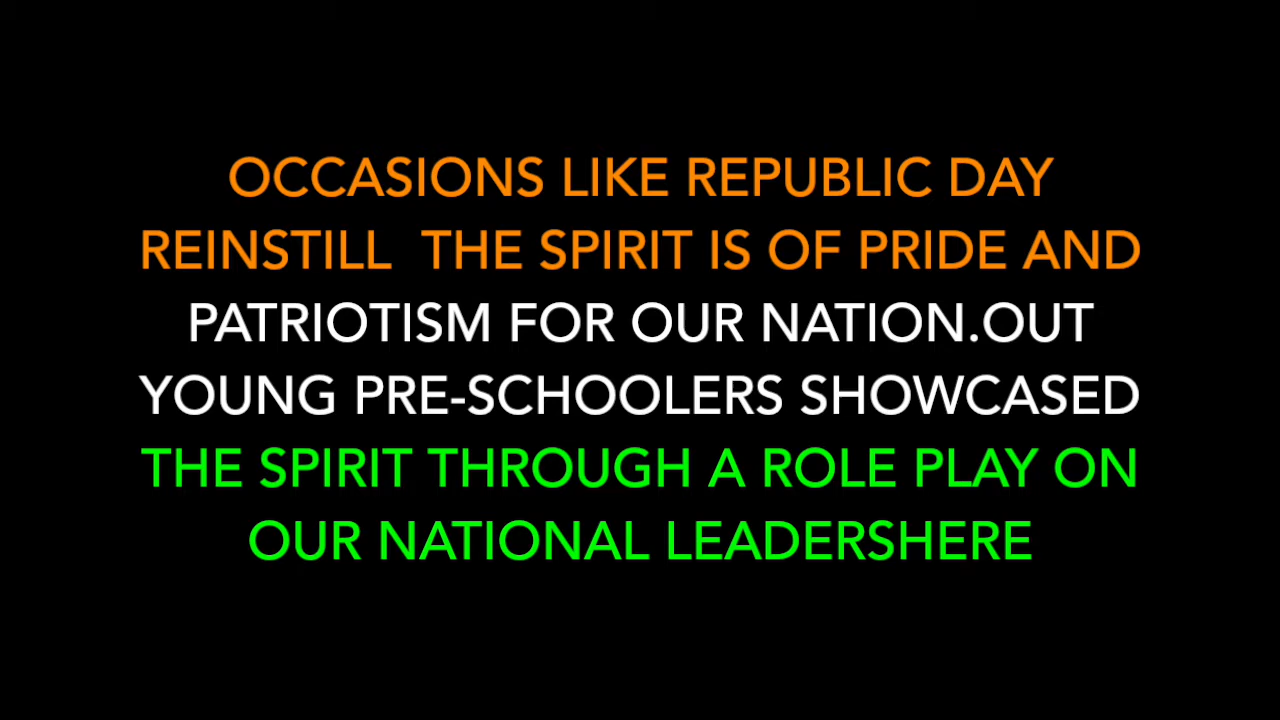 OCCASIONS LIKE REPUBLIC DAY
REINSTILL  THE SPIRIT IS OF PRIDE AND
PATRIOTISM FOR OUR NATION.OUT
YOUNG PRE-SCHOOLERS SHOWCASED
THE SPIRIT THROUGH A ROLE PLAY ON
OUR NATIONAL LEADERSHERE